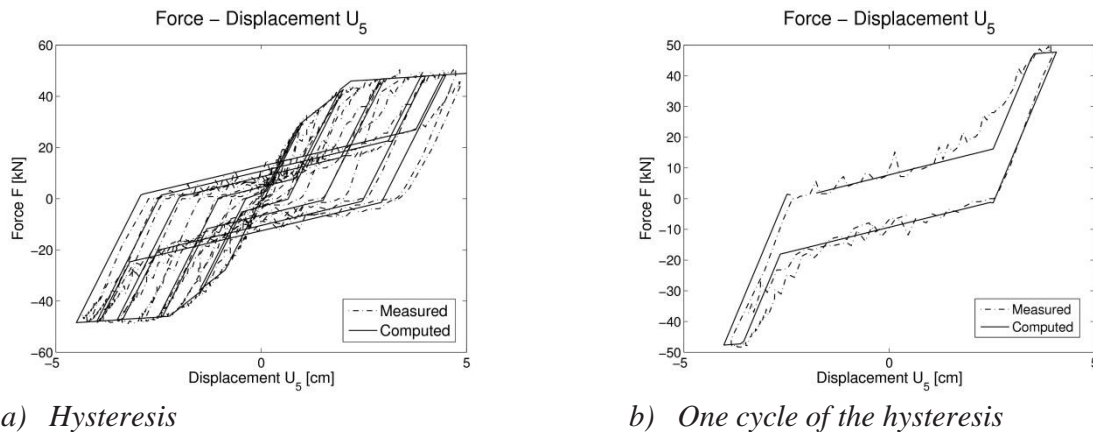 Force – Displacement U5
60
40
20
0
−20
−40
−60
−5
0
5
Force F [kN]
Displacement U5 [cm]
Measured
Computed
a) Hysteresis
Force – Displacement U5
50
40
30
20
10
0
−10
−20
−30
−40
−50
−5
0
5
Force F [kN]
Displacement U5 [cm]
Measured
Computed
b) One cycle of the hysteresis